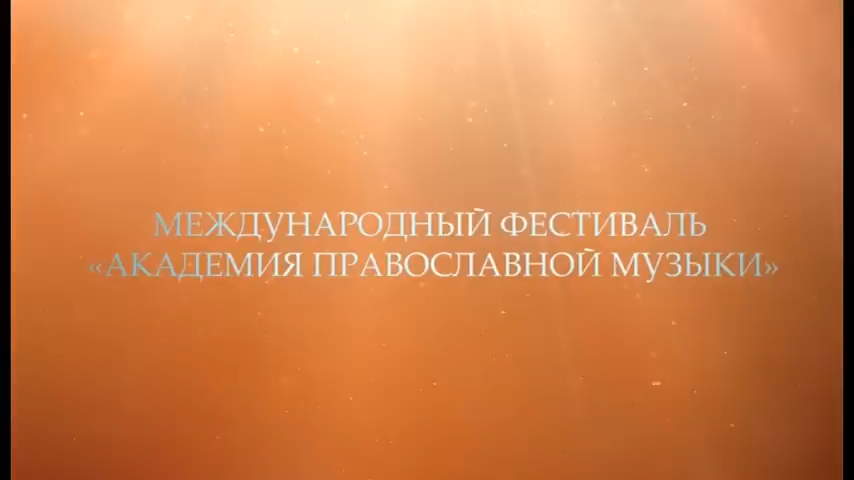 МЕЖДУНАРОДНЫЙ ФЕСТИВАЛЬ
«АКАДЕМИЯ ПРАВОСЛАВНОЙ МУЗЫКИ»